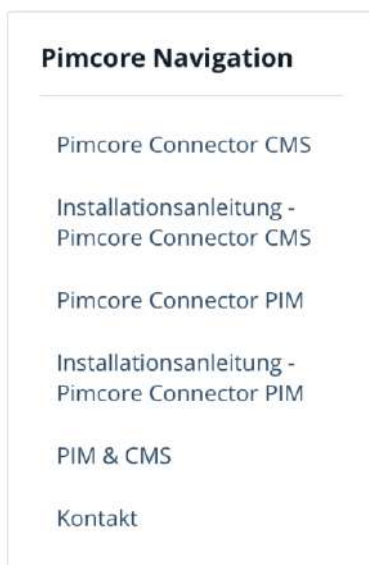 Pimcore Navigation
Pimcore Connector CMS
Installationsanleitung -
Pimcore Connector CMS
Pimcore Connector PIM
Installationsanleitung -
Pimcore Connector PIM
PIM & CMS
Kontakt